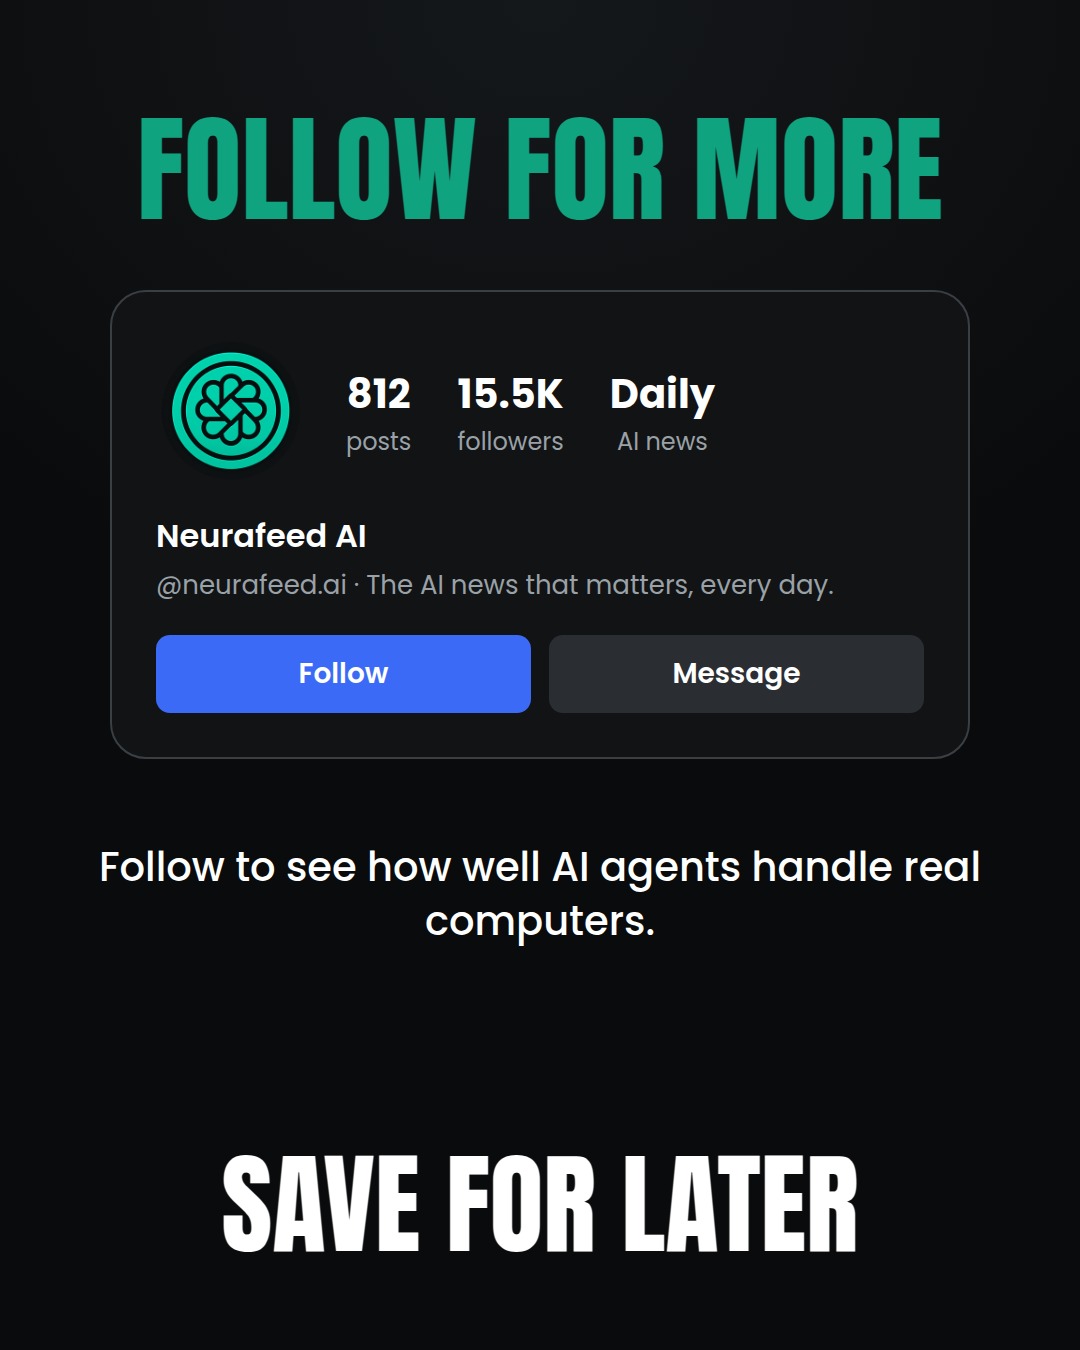 FOLLOW FOR MORE
812 15.5K Daily
posts followers AI news
Neurafeed AI
@neurafeed.ai · The AI news that matters, every day.
Follow Message
Follow to see how well AI agents handle real
computers.
SAVE FOR LATER